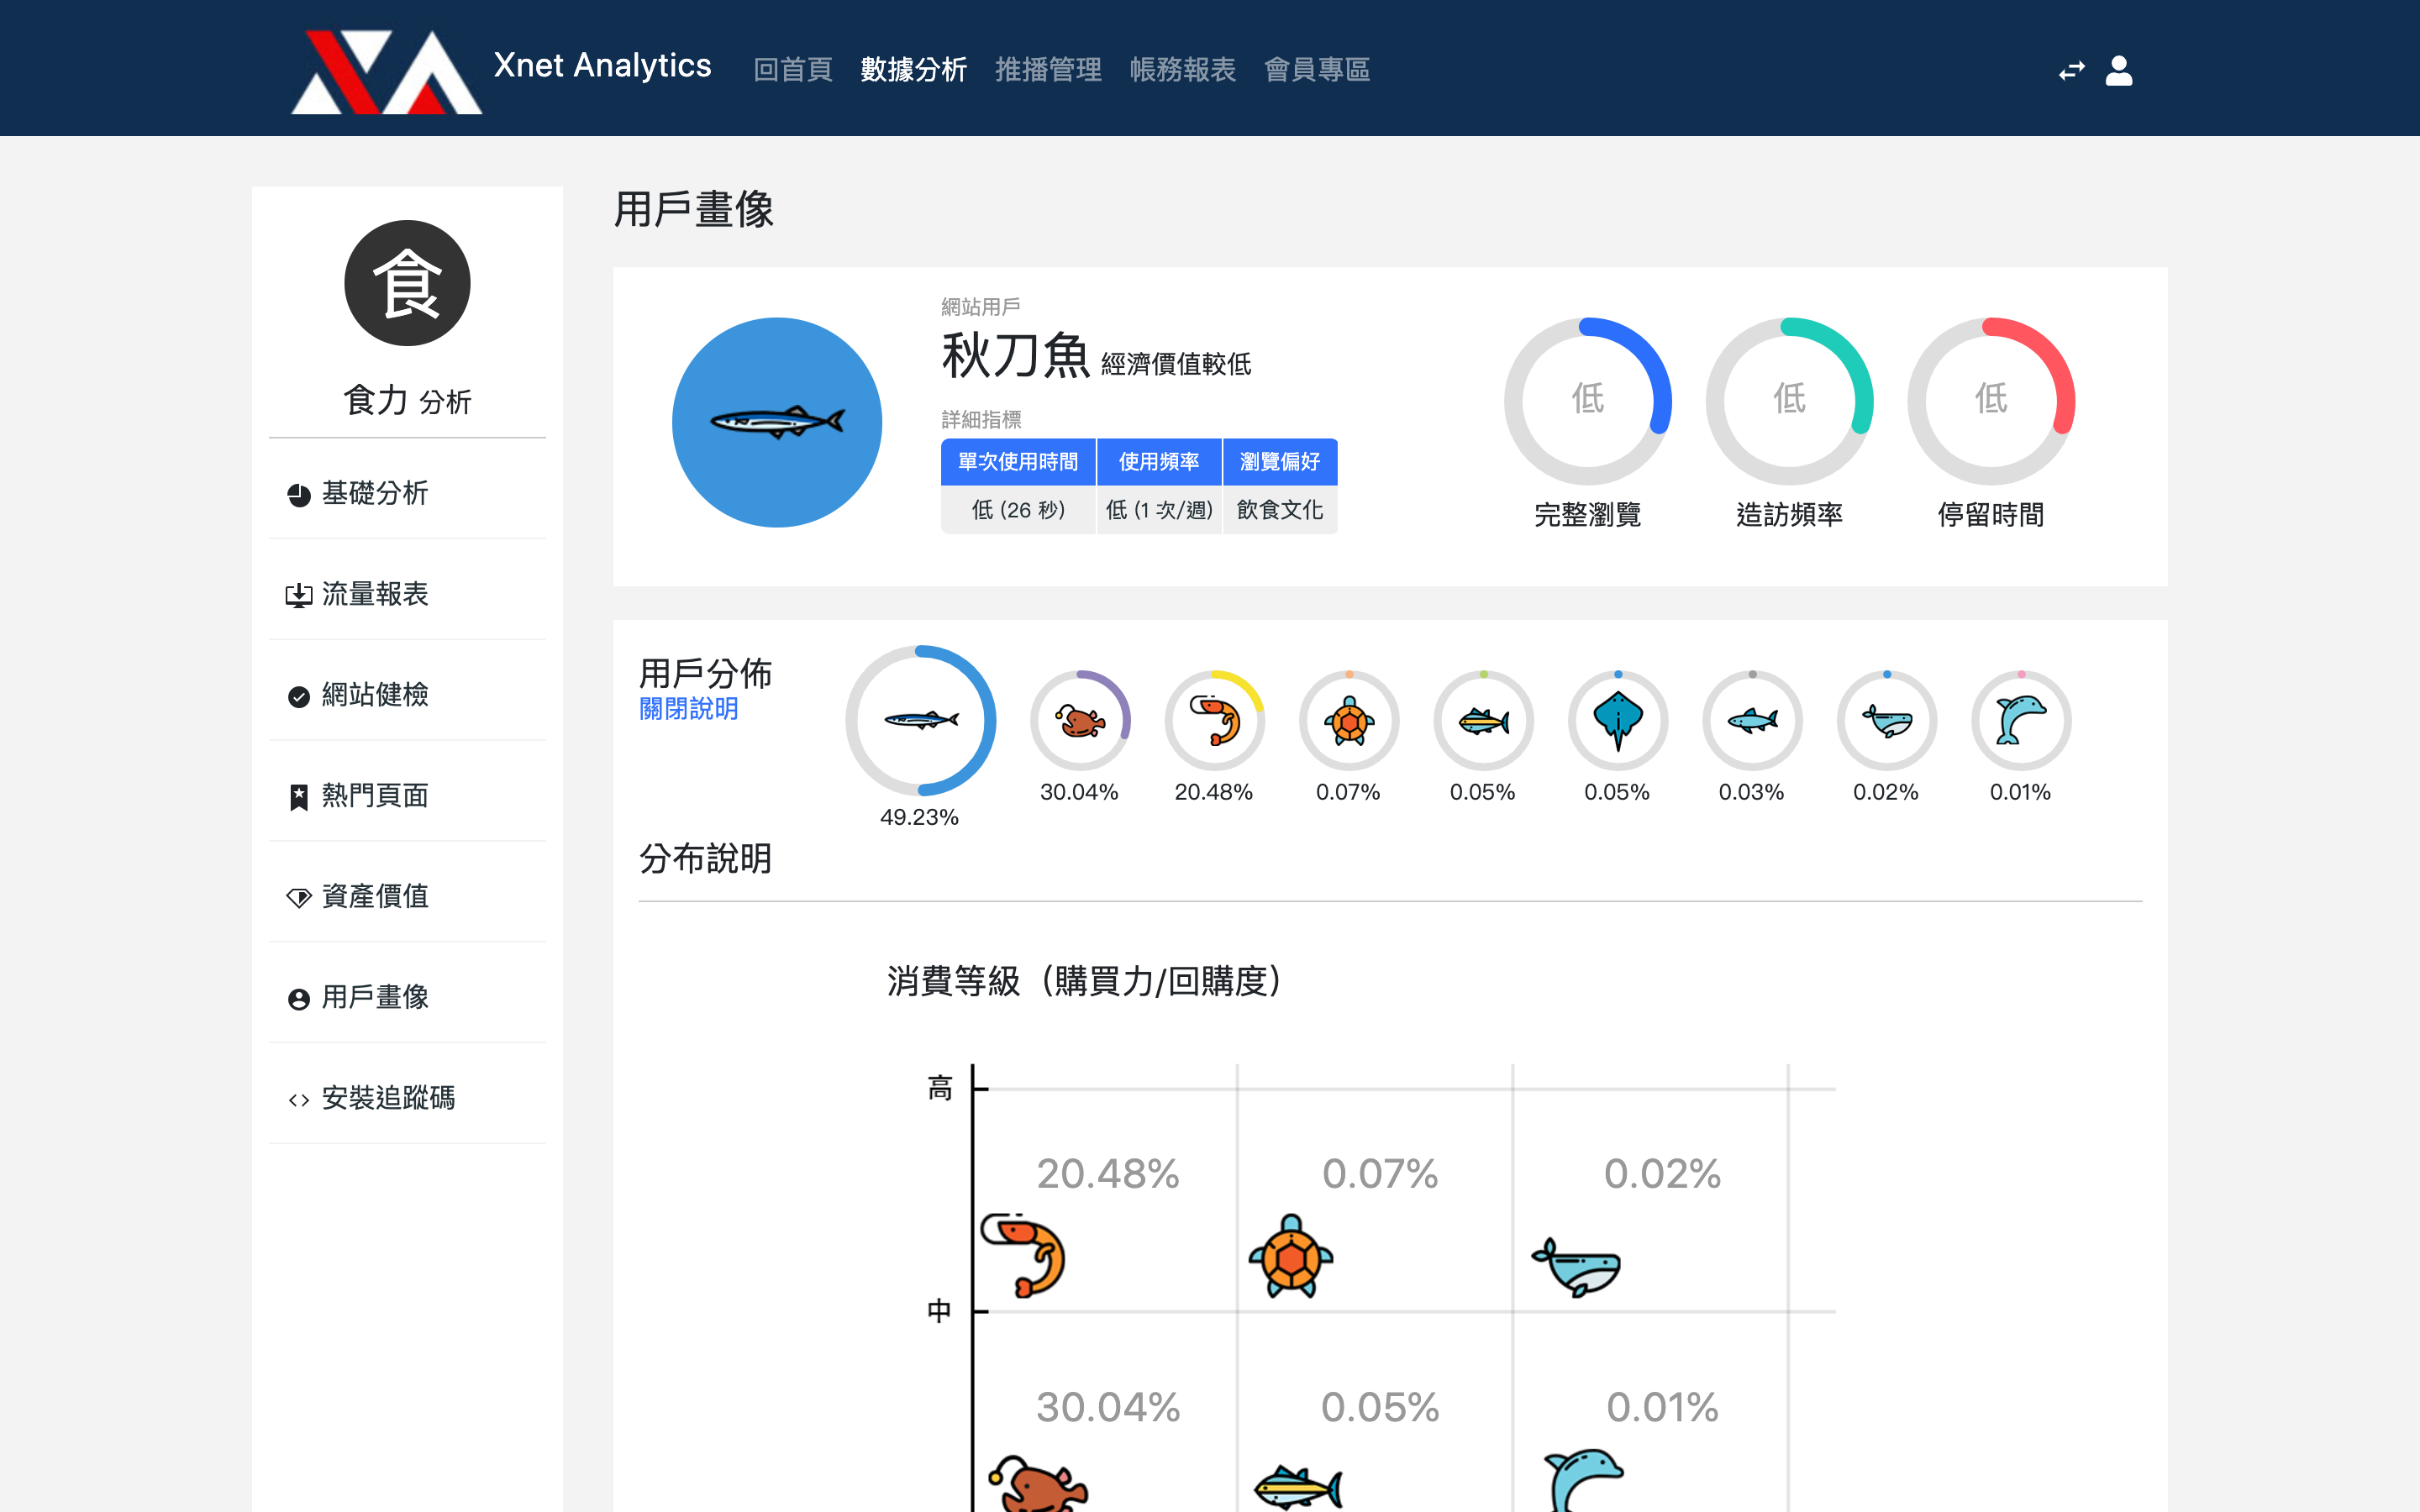 Xnet Analytics 回首頁 數據分析 推播管理 帳務報表 會員專區
食
食力 分析
基礎分析
流量報表
網站健檢
熱門頁面
資產價值
用戶畫像
安裝追蹤碼
用戶畫像
網站用戶
秋刀魚 經濟價值較低
詳細指標
單次使用時間 使用頻率 瀏覽偏好
低 (26 秒) 低 (1 次/週) 飲食文化
低 低 低
完整瀏覽 造訪頻率 停留時間
用戶分佈
關閉說明
49.23% 30.04% 20.48% 0.07% 0.05% 0.05% 0.03% 0.02% 0.01%
分布說明
消費等級（購買力/回購度）
高
20.48% 0.07% 0.02%
中
30.04% 0.05% 0.01%